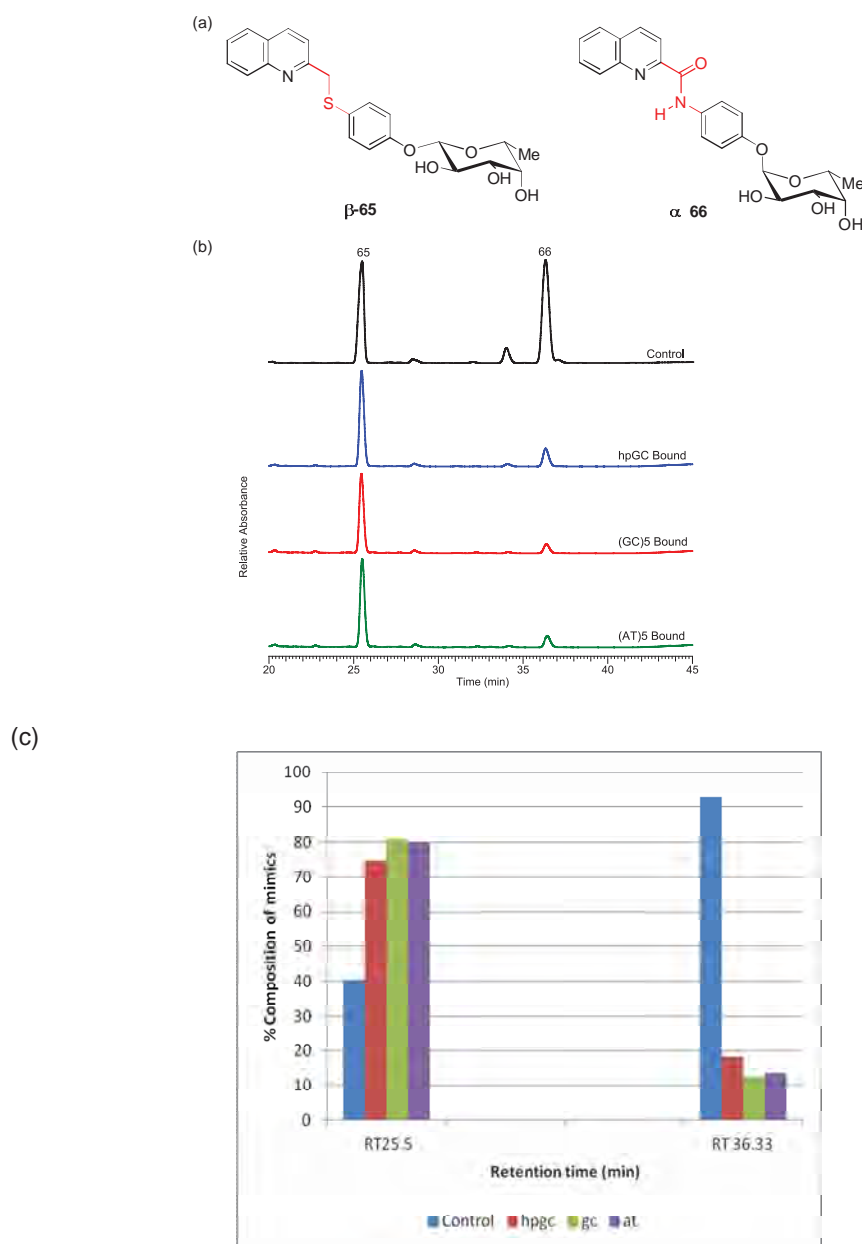 (a)
N
S
O
O
HO
OH
OH
Me
β-65
N
O
N
H
O
O
HO
OH
OH
Me
α 66
(b)
65
66
Control
hpGC Bound
(GC)5 Bound
(AT)5 Bound
Relative Absorbance
20 25 30 35 40 45
Time (min)
(c)
% Composition of mimics
100
90
80
70
60
50
40
30
20
10
0
RT25.5
RT 36.33
Retention time (min)
Control hpgc gc at